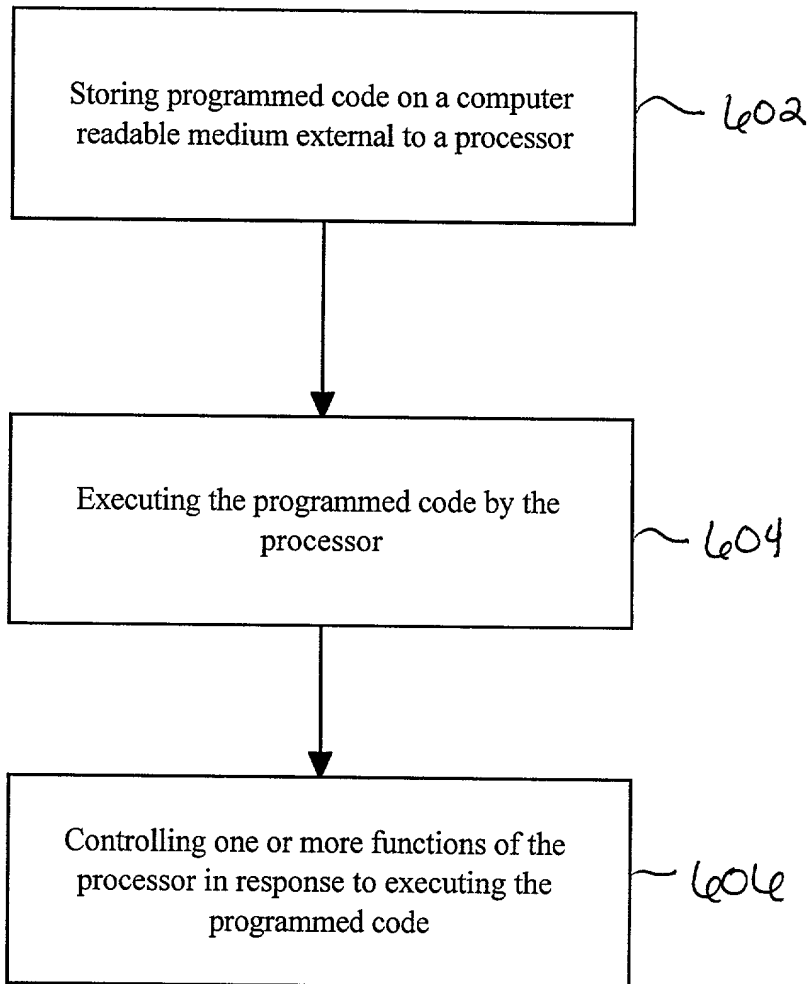 Storing programmed code on a computer
readable medium external to a processor
602
Executing the programmed code by the
processor
604
Controlling one or more functions of the
processor in response to executing the
programmed code
606